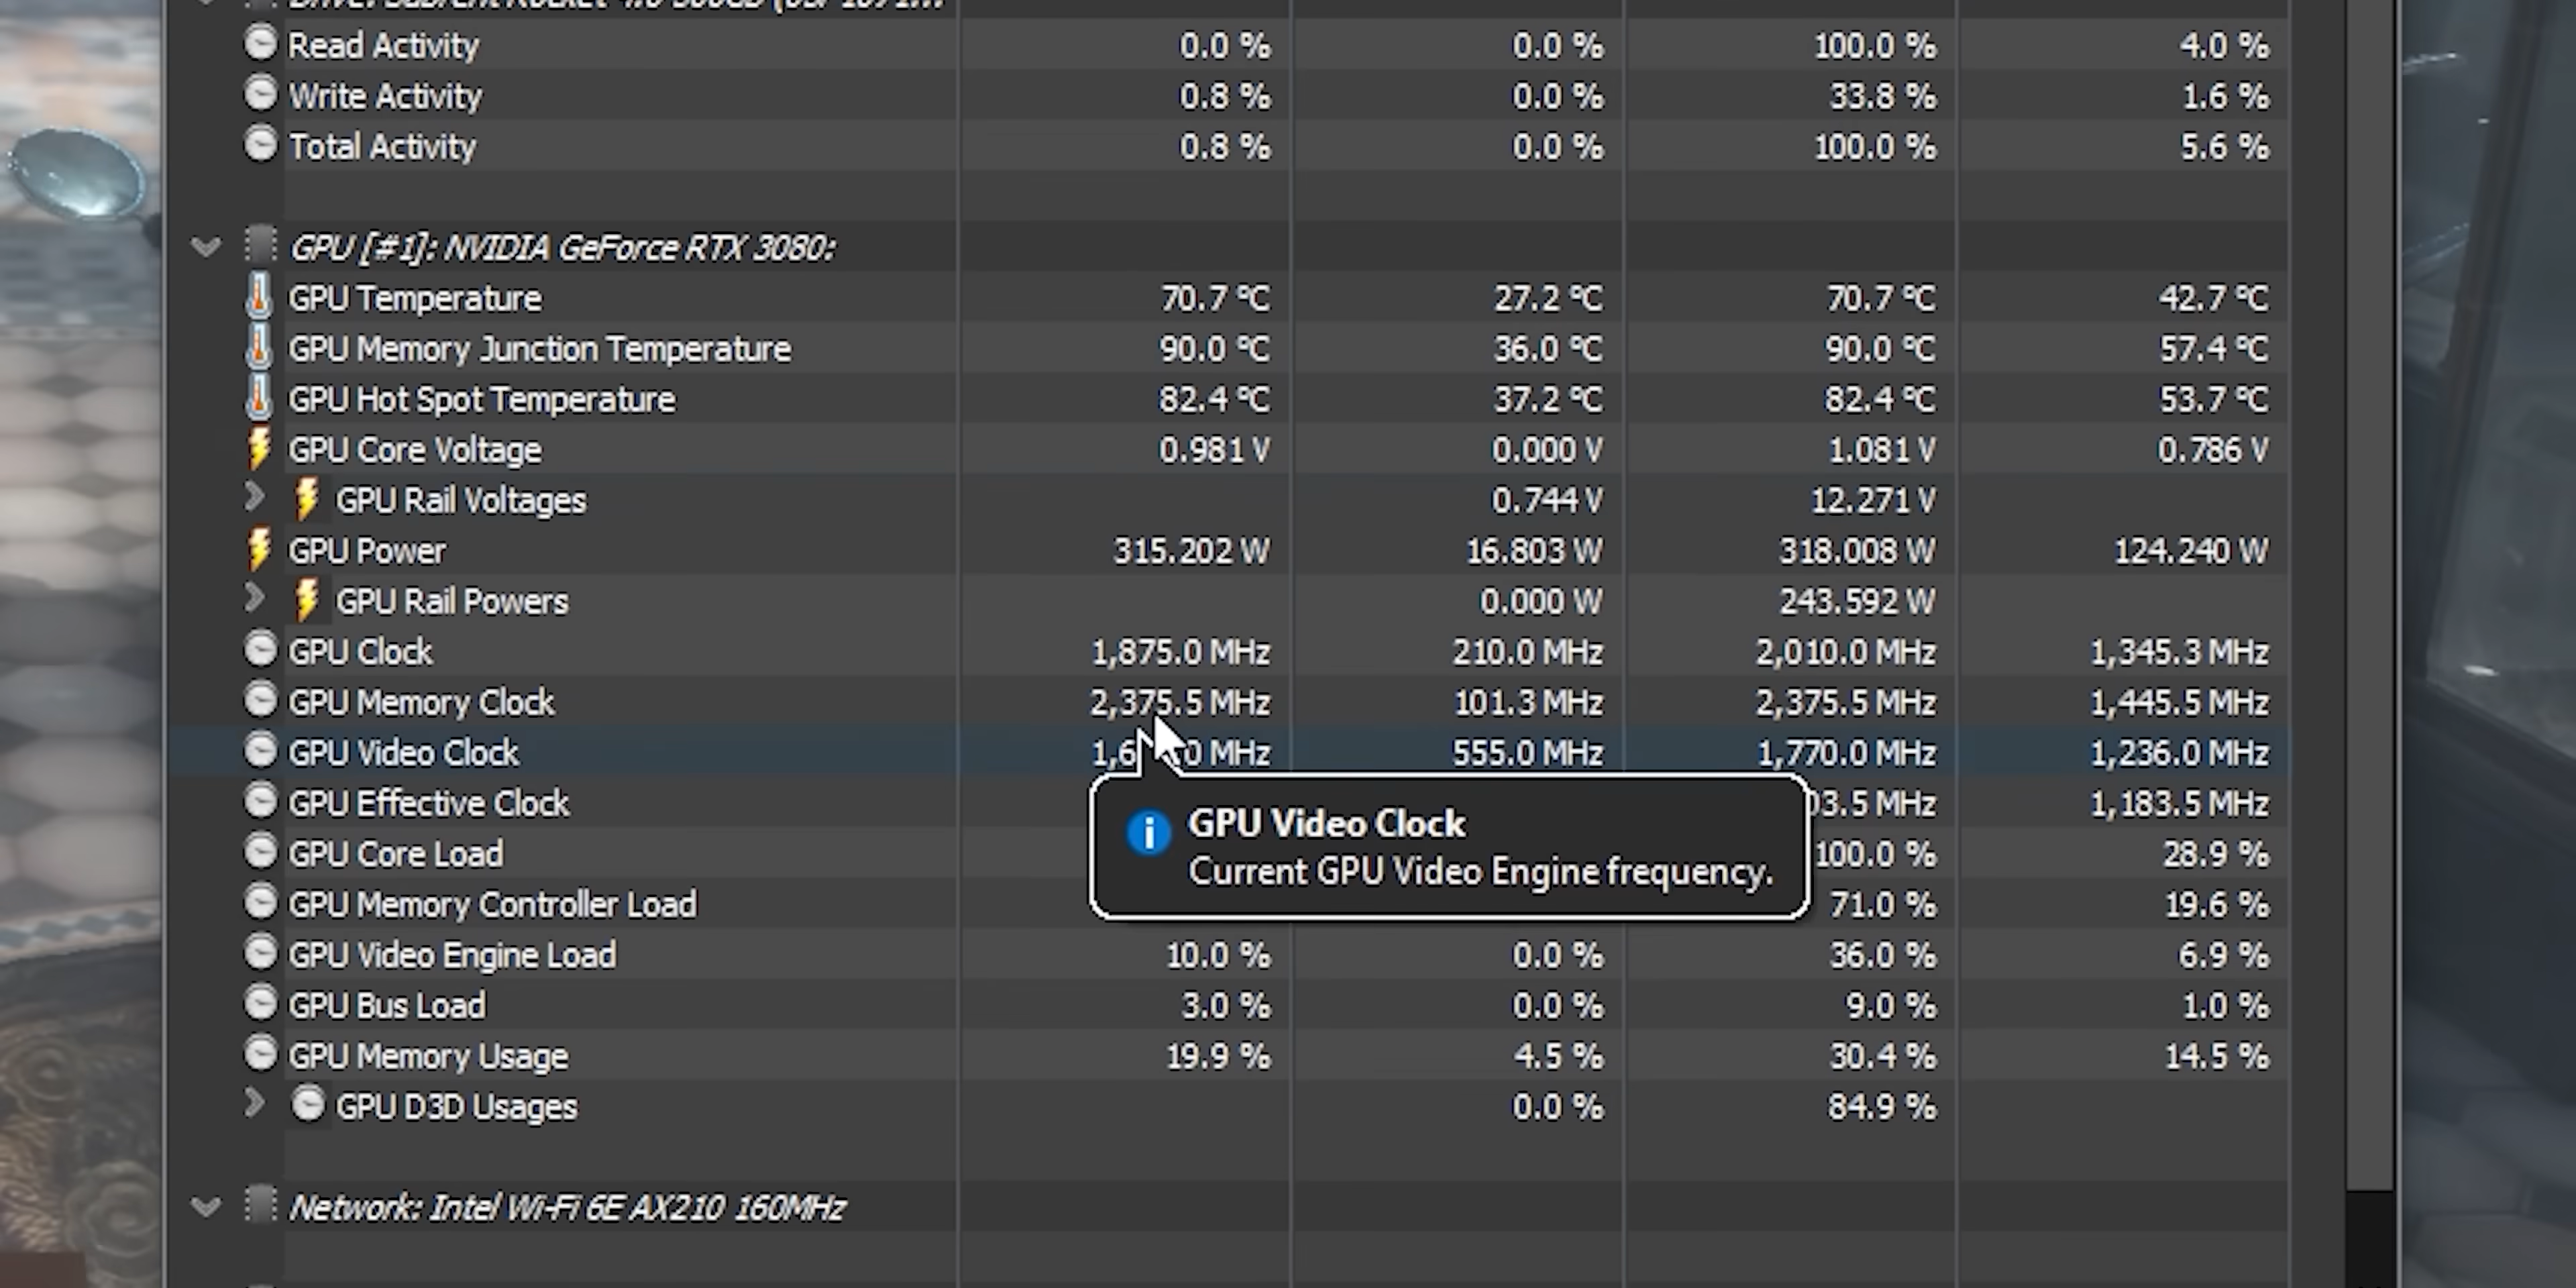 Read Activity 0.0 % 0.0 % 100.0 % 4.0 %
Write Activity 0.8 % 0.0 % 33.8 % 1.6 %
Total Activity 0.8 % 0.0 % 100.0 % 5.6 %
GPU [#1]: NVIDIA GeForce RTX 3080:
GPU Temperature 70.7 °C 27.2 °C 70.7 °C 42.7 °C
GPU Memory Junction Temperature 90.0 °C 36.0 °C 90.0 °C 57.4 °C
GPU Hot Spot Temperature 82.4 °C 37.2 °C 82.4 °C 53.7 °C
GPU Core Voltage 0.981 V 0.000 V 1.081 V 0.786 V
GPU Rail Voltages 0.744 V 12.271 V
GPU Power 315.202 W 16.803 W 318.008 W 124.240 W
GPU Rail Powers 0.000 W 243.592 W
GPU Clock 1,875.0 MHz 210.0 MHz 2,010.0 MHz 1,345.3 MHz
GPU Memory Clock 2,375.5 MHz 101.3 MHz 2,375.5 MHz 1,445.5 MHz
GPU Video Clock MHz 555.0 MHz 1,770.0 MHz 1,236.0 MHz
GPU Effective Clock MHz 1,183.5 MHz
GPU Core Load 100.0 % 28.9 %
GPU Memory Controller Load 71.0 % 19.6 %
GPU Video Clock
Current GPU Video Engine frequency.
GPU Video Engine Load 10.0 % 0.0 % 36.0 % 6.9 %
GPU Bus Load 3.0 % 0.0 % 9.0 % 1.0 %
GPU Memory Usage 19.9 % 4.5 % 30.4 % 14.5 %
GPU D3D Usages 0.0 % 84.9 %
Network: Intel Wi-Fi 6E AX210 160MHz